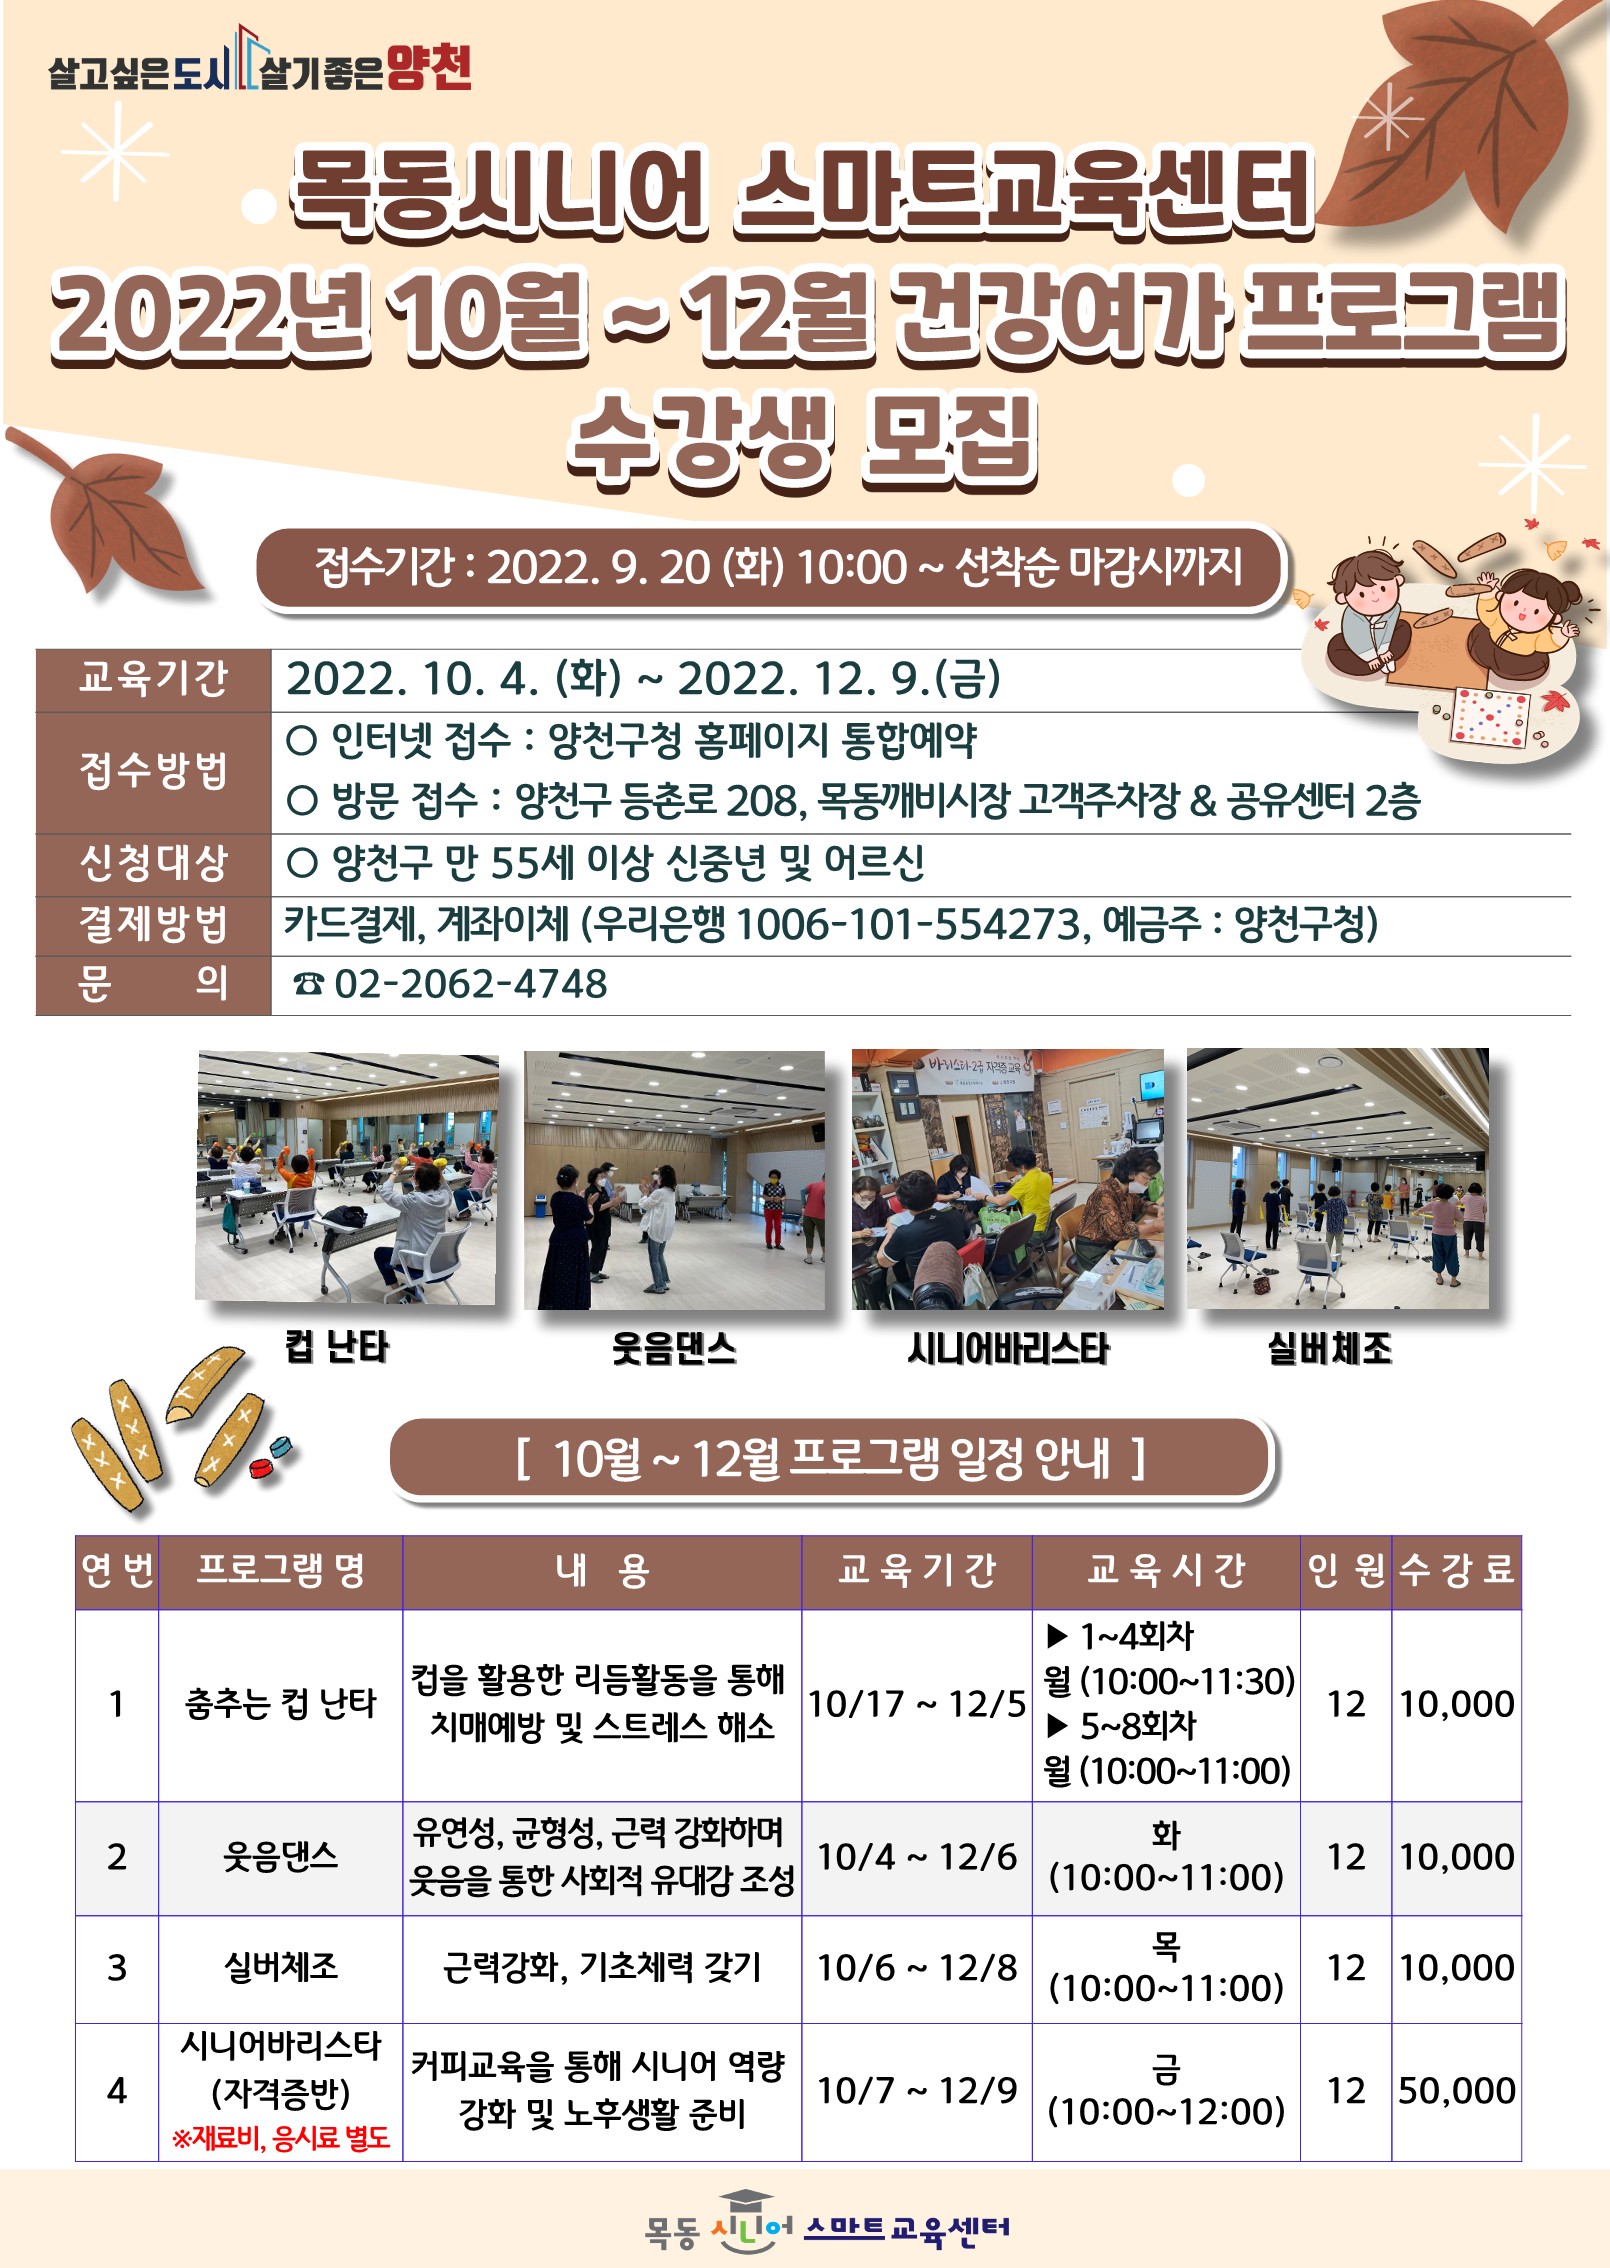 살고싶은도시 살기좋은양천
목동시니어 스마트교육센터
2022년 10월 ~ 12월 건강여가 프로그램
수강생 모집
접수기간 : 2022. 9. 20 (화) 10:00 ~ 선착순 마감시까지
교육기간 2022. 10. 4. (화) ~ 2022. 12. 9.(금)
접수방법
○ 인터넷 접수 : 양천구청 홈페이지 통합예약
○ 방문 접수 : 양천구 등촌로 208, 목동깨비시장 고객주차장 & 공유센터 2층
신청대상 ○ 양천구 만 55세 이상 신중년 및 어르신
결제방법 카드결제, 계좌이체 (우리은행 1006-101-554273, 예금주 : 양천구청)
문 의 ☎ 02-2062-4748
바리스타-2급 자격증 교육
컵 난타 웃음댄스 시니어바리스타 실버체조
[ 10월 ~ 12월 프로그램 일정 안내 ]
연번 프로그램 명 내 용 교육기간 교육시간 인 원 수강료
1 춤추는 컵 난타
컵을 활용한 리듬활동을 통해
치매예방 및 스트레스 해소
10/17 ~ 12/5
▶ 1~4회차
월 (10:00~11:30)
▶ 5~8회차
월 (10:00~11:00)
12 10,000
2 웃음댄스
유연성, 균형성, 근력 강화하며
웃음을 통한 사회적 유대감 조성
10/4 ~ 12/6
화
(10:00~11:00)
12 10,000
3 실버체조 근력강화, 기초체력 갖기 10/6 ~ 12/8
목
(10:00~11:00)
12 10,000
4
시니어바리스타
(자격증반)
※재료비, 응시료 별도
커피교육을 통해 시니어 역량
강화 및 노후생활 준비
10/7 ~ 12/9
금
(10:00~12:00)
12 50,000
목동 시니어 스마트교육센터